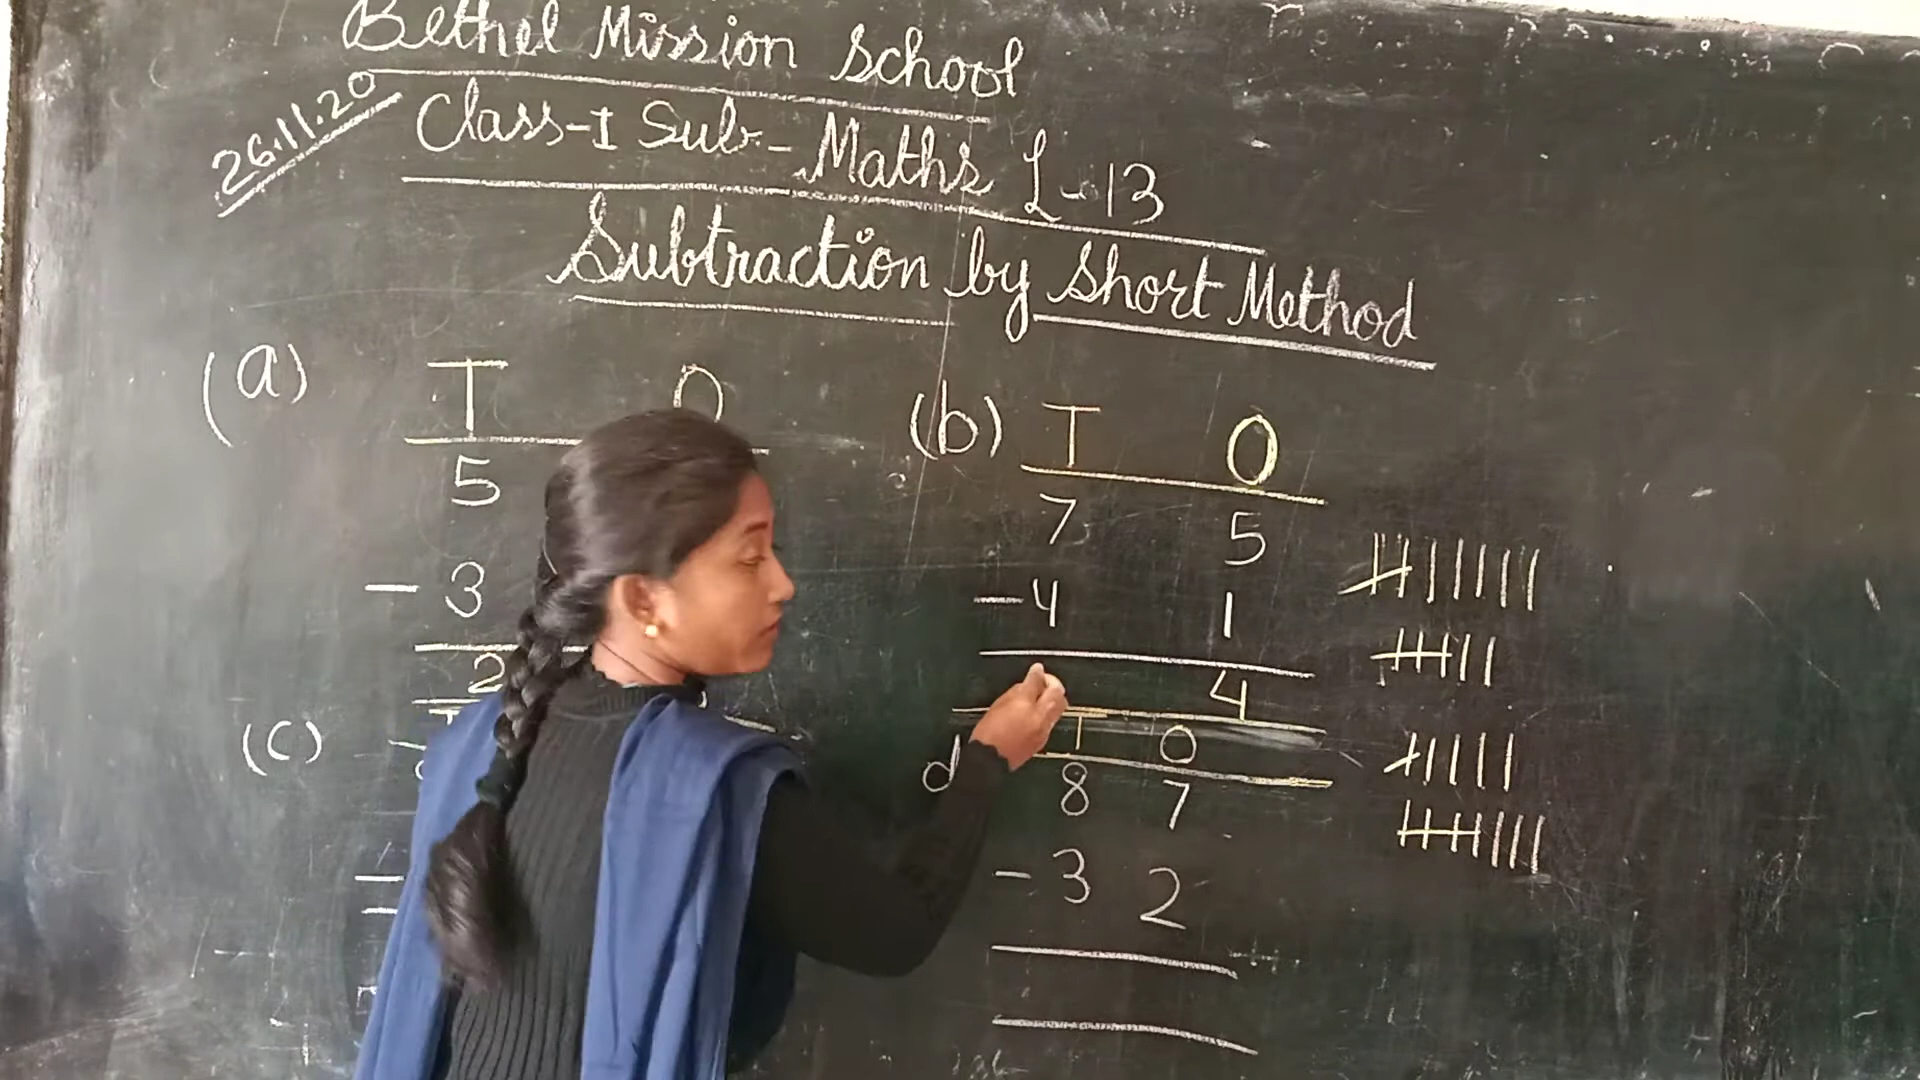 Bethel Mission School
26.11.20
Class-I Sub.- Maths L-13
Subtraction by Short Method
(a) T O
5
- 3
2
(b) T O
7 5
- 4 1
4
(c)
d T O
8 7
- 3 2